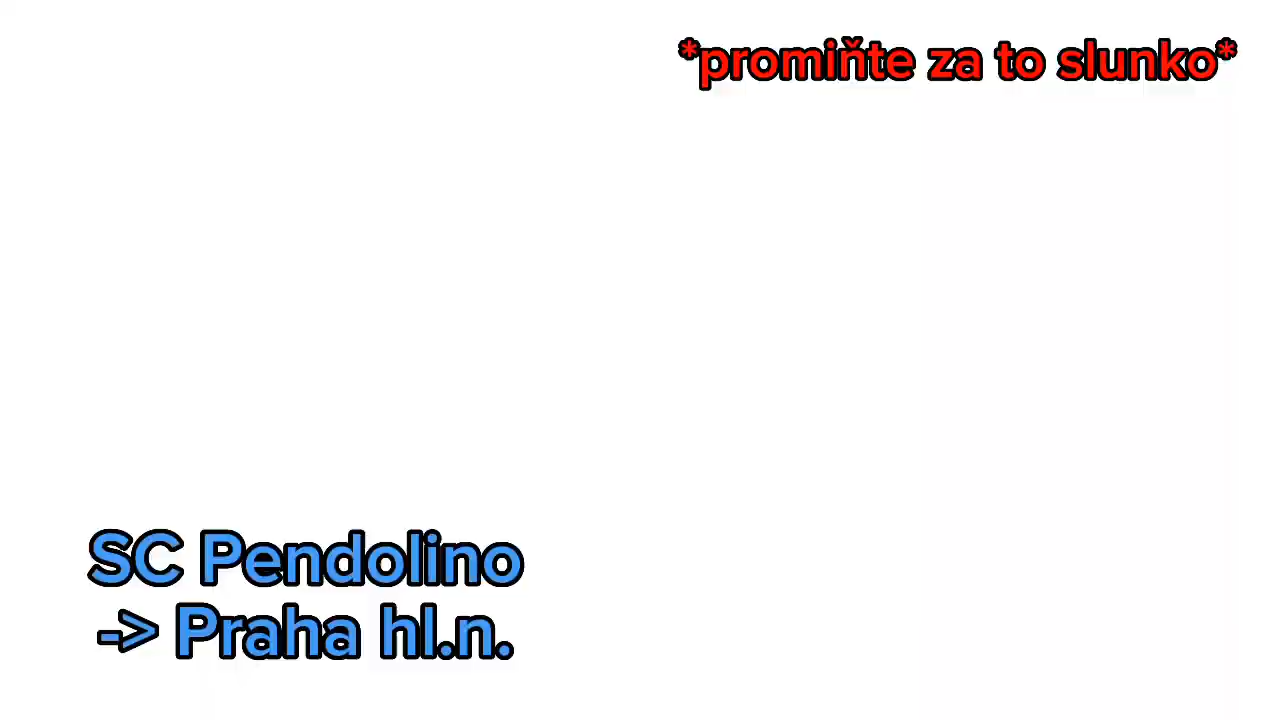 *promiňte za to slunko*
SC Pendolino
-> Praha hl.n.